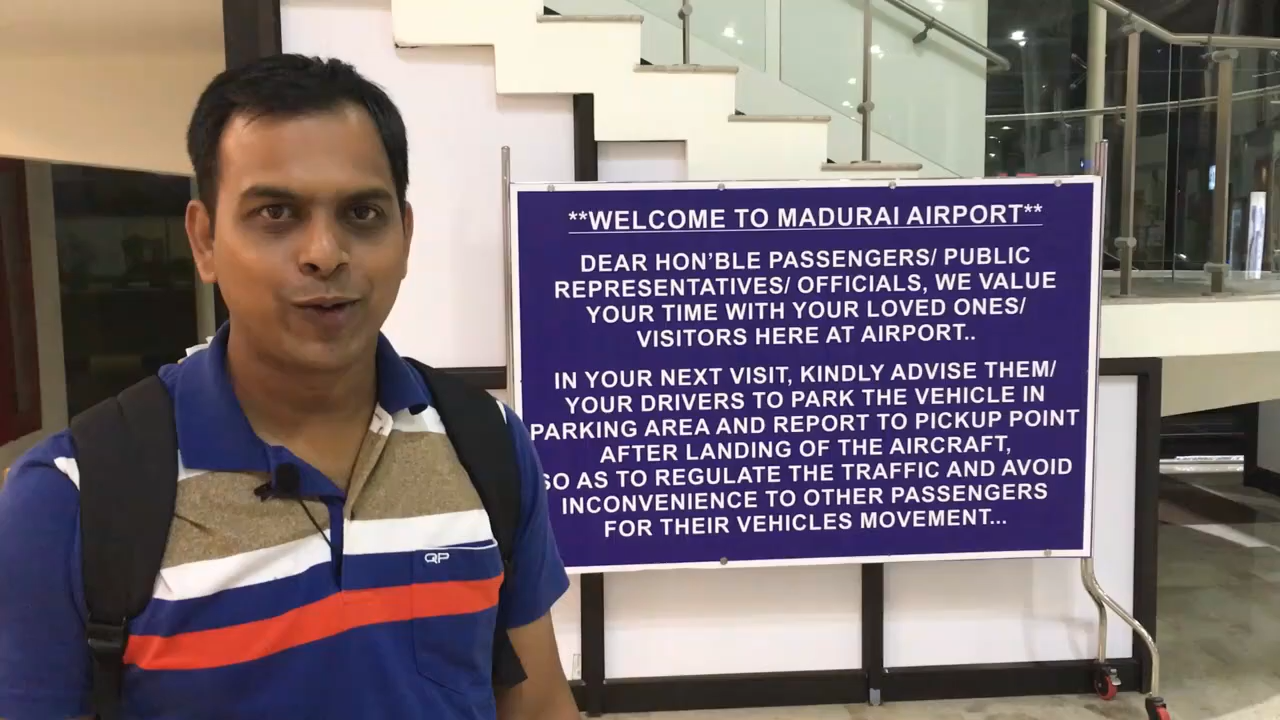 **WELCOME TO MADURAI AIRPORT**
DEAR HON'BLE PASSENGERS/ PUBLIC
REPRESENTATIVES/ OFFICIALS, WE VALUE
YOUR TIME WITH YOUR LOVED ONES/
VISITORS HERE AT AIRPORT..
IN YOUR NEXT VISIT, KINDLY ADVISE THEM/
YOUR DRIVERS TO PARK THE VEHICLE IN
PARKING AREA AND REPORT TO PICKUP POINT
AFTER LANDING OF THE AIRCRAFT,
SO AS TO REGULATE THE TRAFFIC AND AVOID
INCONVENIENCE TO OTHER PASSENGERS
FOR THEIR VEHICLES MOVEMENT...
QP